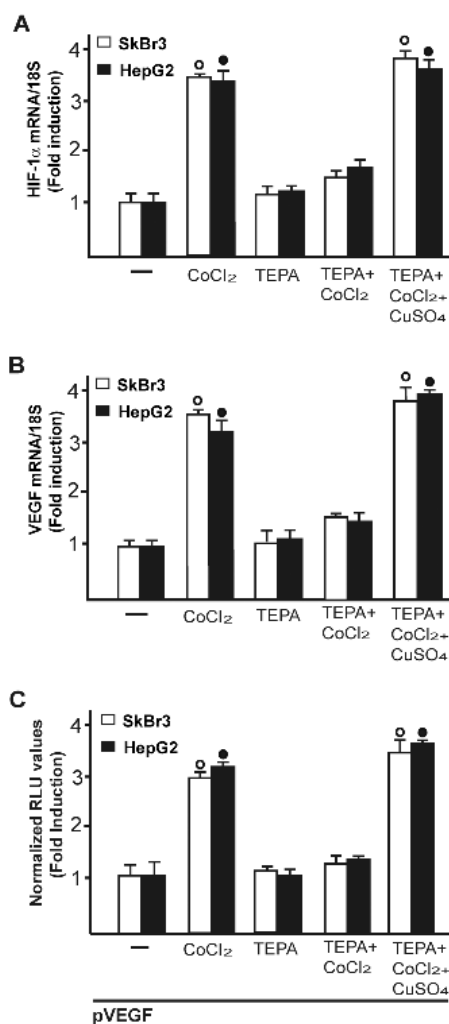 A
SkBr3
HepG2
HIF-1α mRNA/18S
(Fold induction)
4
3
2
1
—
CoCl₂
TEPA
TEPA+
CoCl₂
TEPA+
CoCl₂+
CuSO₄
B
SkBr3
HepG2
VEGF mRNA/18S
(Fold induction)
4
3
2
1
—
CoCl₂
TEPA
TEPA+
CoCl₂
TEPA+
CoCl₂+
CuSO₄
C
SkBr3
HepG2
Normalized RLU values
(Fold Induction)
4
3
2
1
—
CoCl₂
TEPA
TEPA+
CoCl₂
TEPA+
CoCl₂+
CuSO₄
pVEGF